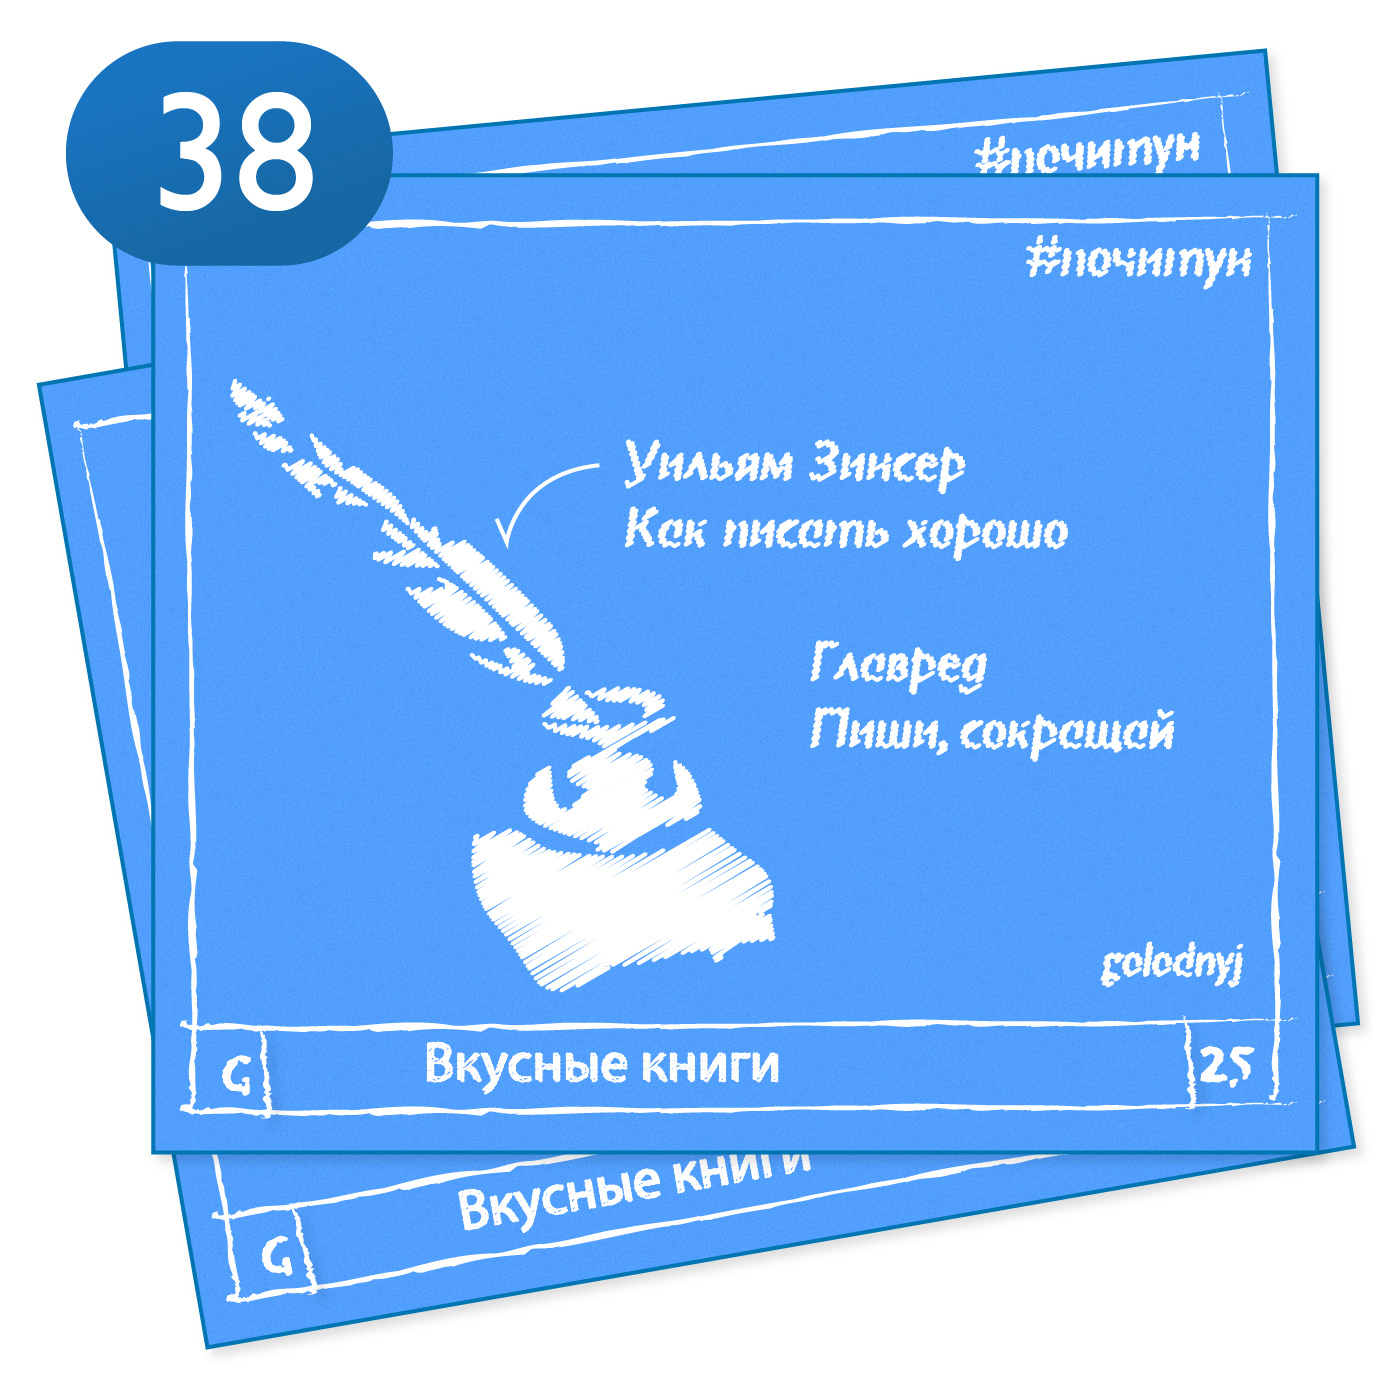 38
#почитун
#почитун
Уильям Зинсер
Как писать хорошо
Главред
Пиши, сокращай
golodnyj
G
Вкусные книги
25
Вкусные книги
G